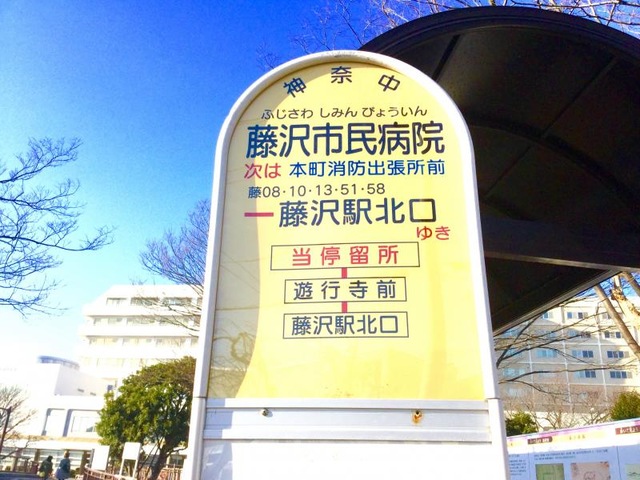 神奈中
ふじさわ しみん びょういん
藤沢市民病院
次は 本町消防出張所前
藤08・10・13・51・58
藤沢駅北口
ゆき
当停留所
遊行寺前
藤沢駅北口